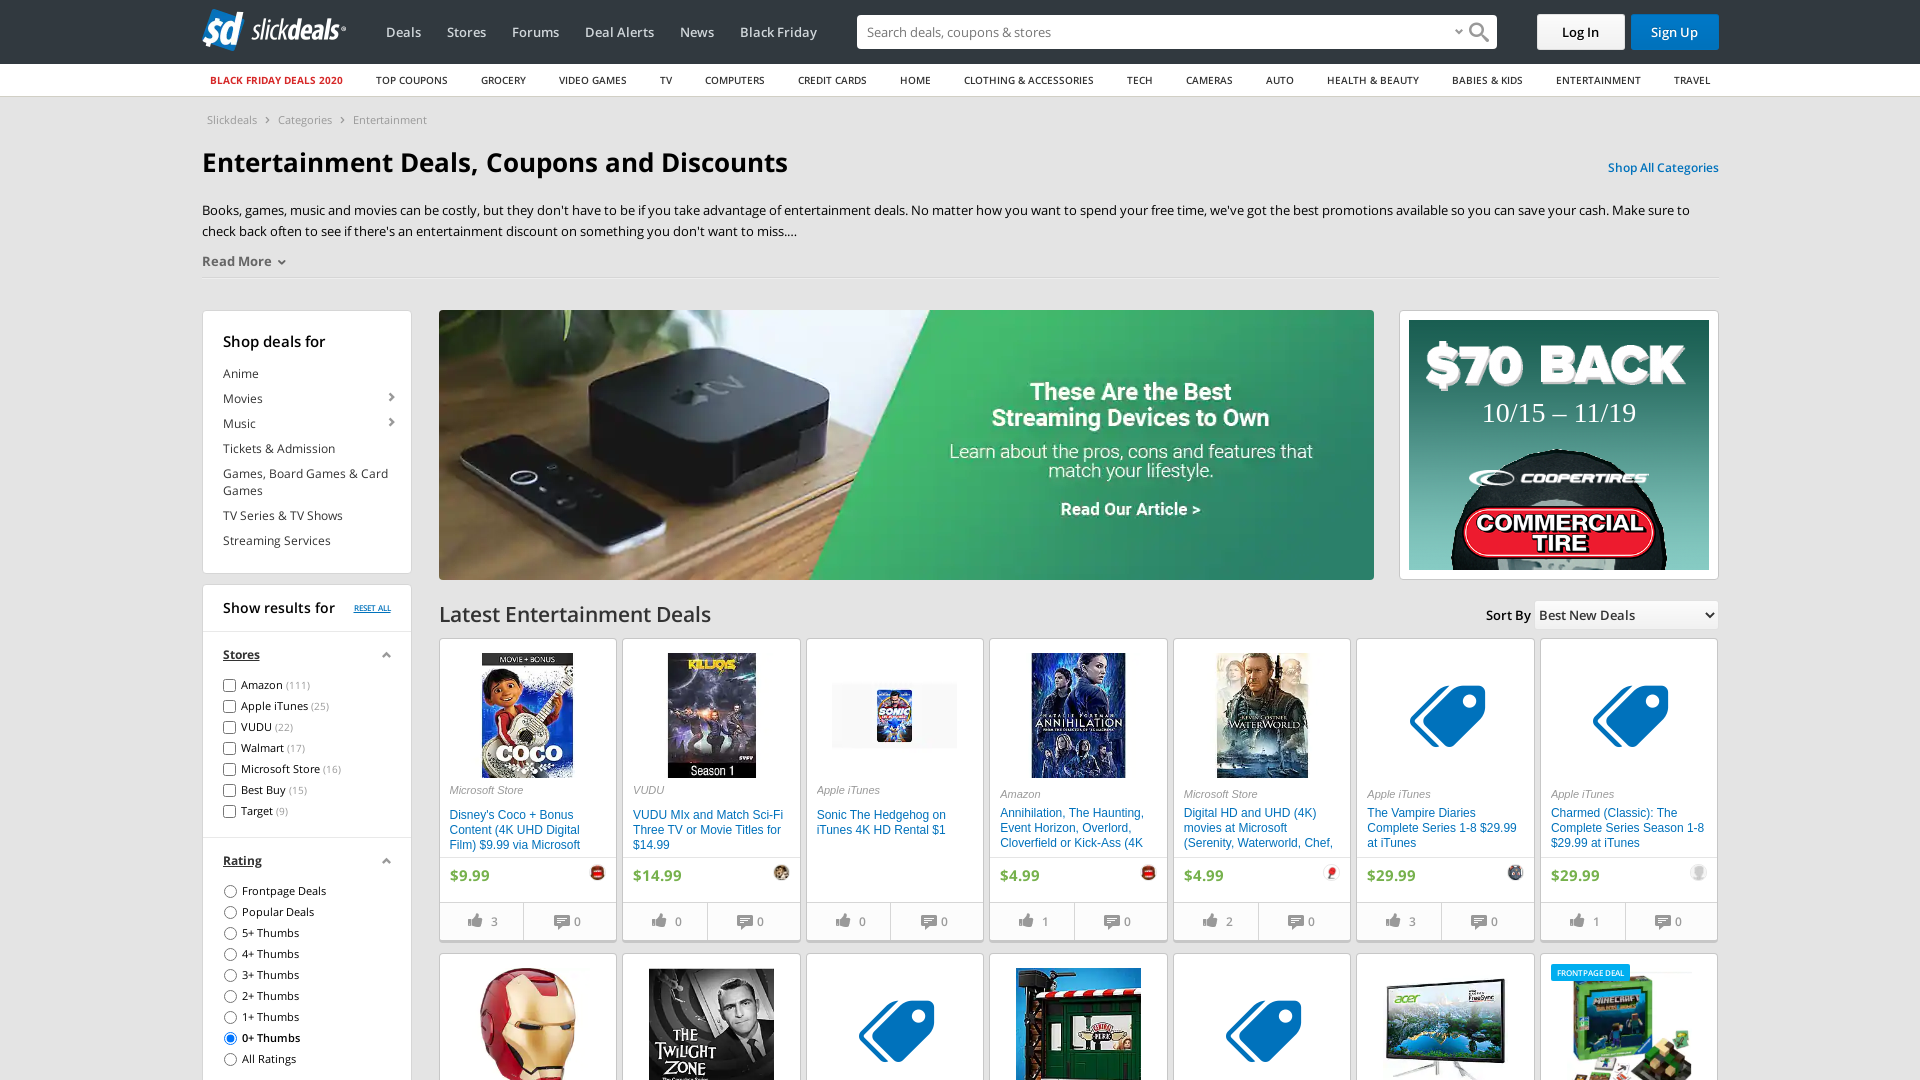 sd slickdeals
Deals
Stores
Forums
Deal Alerts
News
Black Friday
Search deals, coupons & stores
Log In
Sign Up
BLACK FRIDAY DEALS 2020
TOP COUPONS
GROCERY
VIDEO GAMES
TV
COMPUTERS
CREDIT CARDS
HOME
CLOTHING & ACCESSORIES
TECH
CAMERAS
AUTO
HEALTH & BEAUTY
BABIES & KIDS
ENTERTAINMENT
TRAVEL
Slickdeals
Categories
Entertainment
Entertainment Deals, Coupons and Discounts
Shop All Categories
Books, games, music and movies can be costly, but they don't have to be if you take advantage of entertainment deals. No matter how you want to spend your free time, we've got the best promotions available so you can save your cash. Make sure to
check back often to see if there's an entertainment discount on something you don't want to miss....
Read More
Shop deals for
Anime
Movies
Music
Tickets & Admission
Games, Board Games & Card
Games
TV Series & TV Shows
Streaming Services
tv
These Are the Best
Streaming Devices to Own
Learn about the pros, cons and features that
match your lifestyle.
Read Our Article >
$70 BACK
10/15 – 11/19
COOPERTIRES
COMMERCIAL
TIRE
Show results for
RESET ALL
Stores
Amazon (111)
Apple iTunes (25)
VUDU (22)
Walmart (17)
Microsoft Store (16)
Best Buy (15)
Target (9)
Rating
Frontpage Deals
Popular Deals
5+ Thumbs
4+ Thumbs
3+ Thumbs
2+ Thumbs
1+ Thumbs
0+ Thumbs
All Ratings
Latest Entertainment Deals
Sort By
Best New Deals
MOVIE + BONUS
COCO
Microsoft Store
Disney's Coco + Bonus
Content (4K UHD Digital
Film) $9.99 via Microsoft
$9.99
3
0
KILLJOYS
SYFY
Season 1
VUDU
VUDU MIx and Match Sci-Fi
Three TV or Movie Titles for
$14.99
$14.99
0
0
SONIC
Apple iTunes
Sonic The Hedgehog on
iTunes 4K HD Rental $1
0
0
NATALIE PORTMAN
ANNIHILATION
Amazon
Annihilation, The Haunting,
Event Horizon, Overlord,
Cloverfield or Kick-Ass (4K
$4.99
1
0
KEVIN COSTNER
WATERWORLD
Microsoft Store
Digital HD and UHD (4K)
movies at Microsoft
(Serenity, Waterworld, Chef,
$4.99
2
0
Apple iTunes
The Vampire Diaries
Complete Series 1-8 $29.99
at iTunes
$29.99
3
0
Apple iTunes
Charmed (Classic): The
Complete Series Season 1-8
$29.99 at iTunes
$29.99
1
0
THE
TWILIGHT
ZONE
CENTRAL PERK
acer
FreeSync
FRONTPAGE DEAL
MINECRAFT